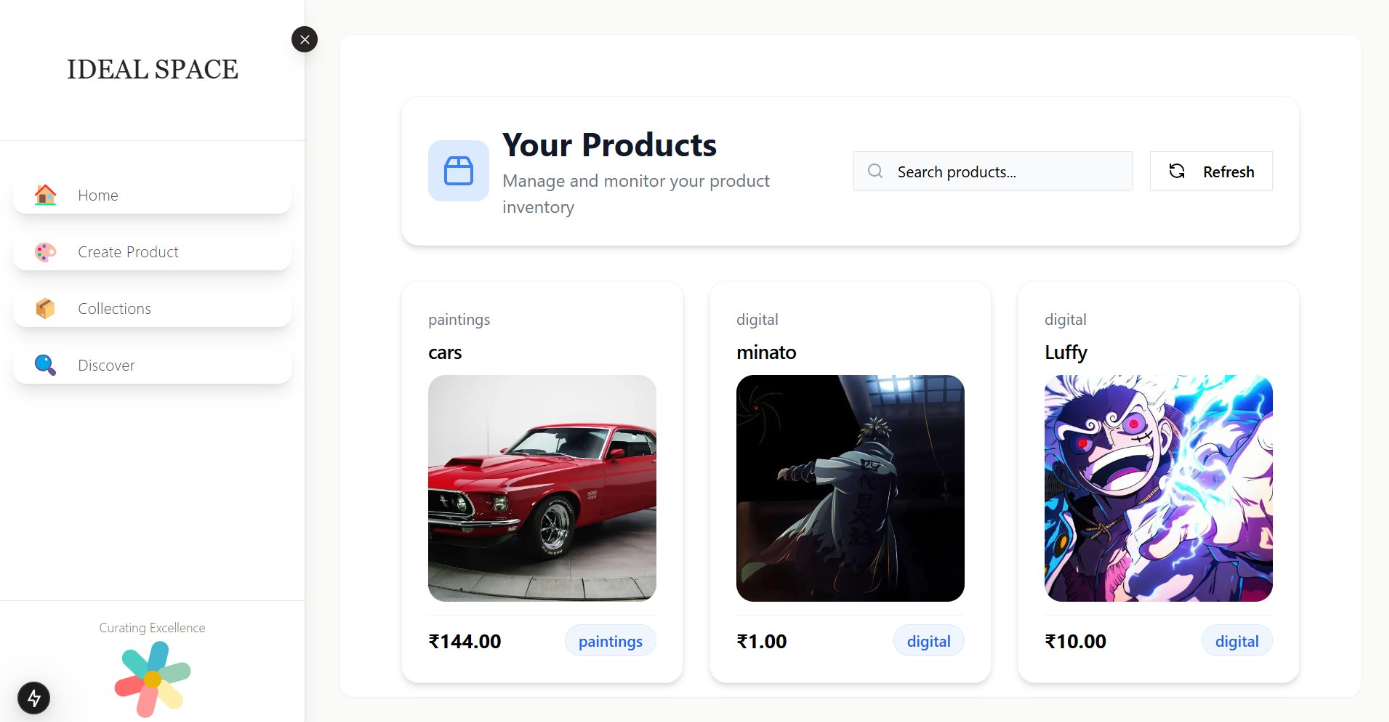 IDEAL SPACE
Home
Create Product
Collections
Discover
Curating Excellence
Your Products
Manage and monitor your product
inventory
Search products...
Refresh
paintings
cars
₹144.00
paintings
digital
minato
₹1.00
digital
digital
Luffy
₹10.00
digital